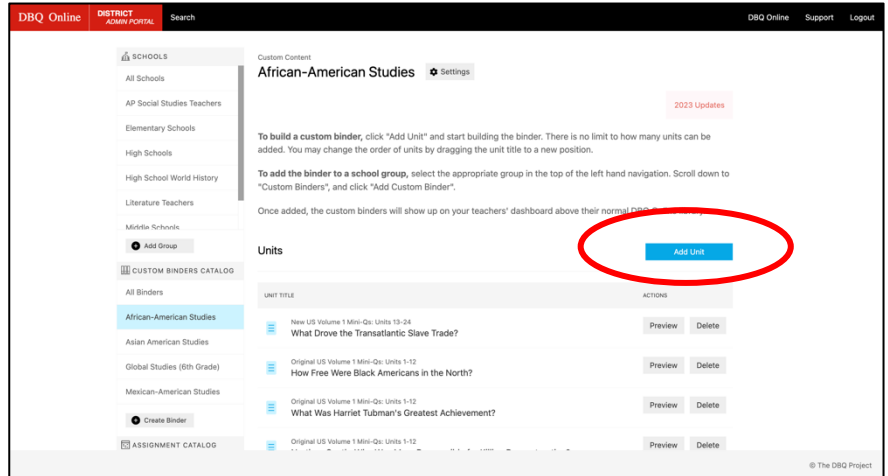 DBQ Online
DISTRICT
ADMIN PORTAL
Search
DBQ Online Support Logout
SCHOOLS
All Schools
AP Social Studies Teachers
Elementary Schools
High Schools
High School World History
Literature Teachers
Middle Schools
Add Group
CUSTOM BINDERS CATALOG
All Binders
African-American Studies
Asian American Studies
Global Studies (6th Grade)
Mexican-American Studies
Create Binder
ASSIGNMENT CATALOG
Custom Content
African-American Studies Settings
2023 Updates
To build a custom binder, click "Add Unit" and start building the binder. There is no limit to how many units can be
added. You may change the order of units by dragging the unit title to a new position.
To add the binder to a school group, select the appropriate group in the top of the left hand navigation. Scroll down to
"Custom Binders", and click "Add Custom Binder".
Once added, the custom binders will show up on your teachers' dashboard above their normal DBQ
Units Add Unit
UNIT TITLE ACTIONS
New US Volume 1 Mini-Qs: Units 13-24
What Drove the Transatlantic Slave Trade? Preview Delete
Original US Volume 1 Mini-Qs: Units 1-12
How Free Were Black Americans in the North? Preview Delete
Original US Volume 1 Mini-Qs: Units 1-12
What Was Harriet Tubman's Greatest Achievement? Preview Delete
Original US Volume 1 Mini-Qs: Units 1-12
Preview Delete
© The DBQ Project